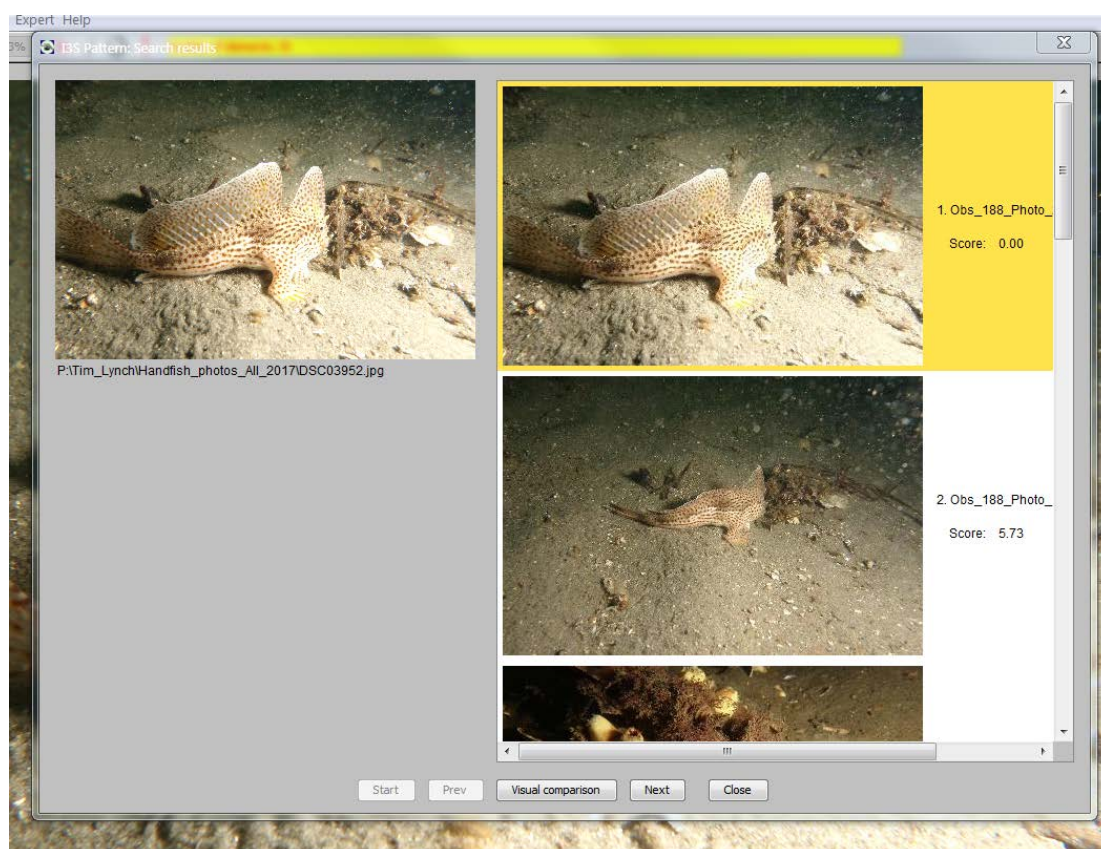 Expert Help
3%
I3S Pattern: Search results
1. Obs_188_Photo_
Score: 0.00
P:\Tim_Lynch\Handfish_photos_All_2017\DSC03952.jpg
2. Obs_188_Photo_
Score: 5.73
Start Prev Visual comparison Next Close